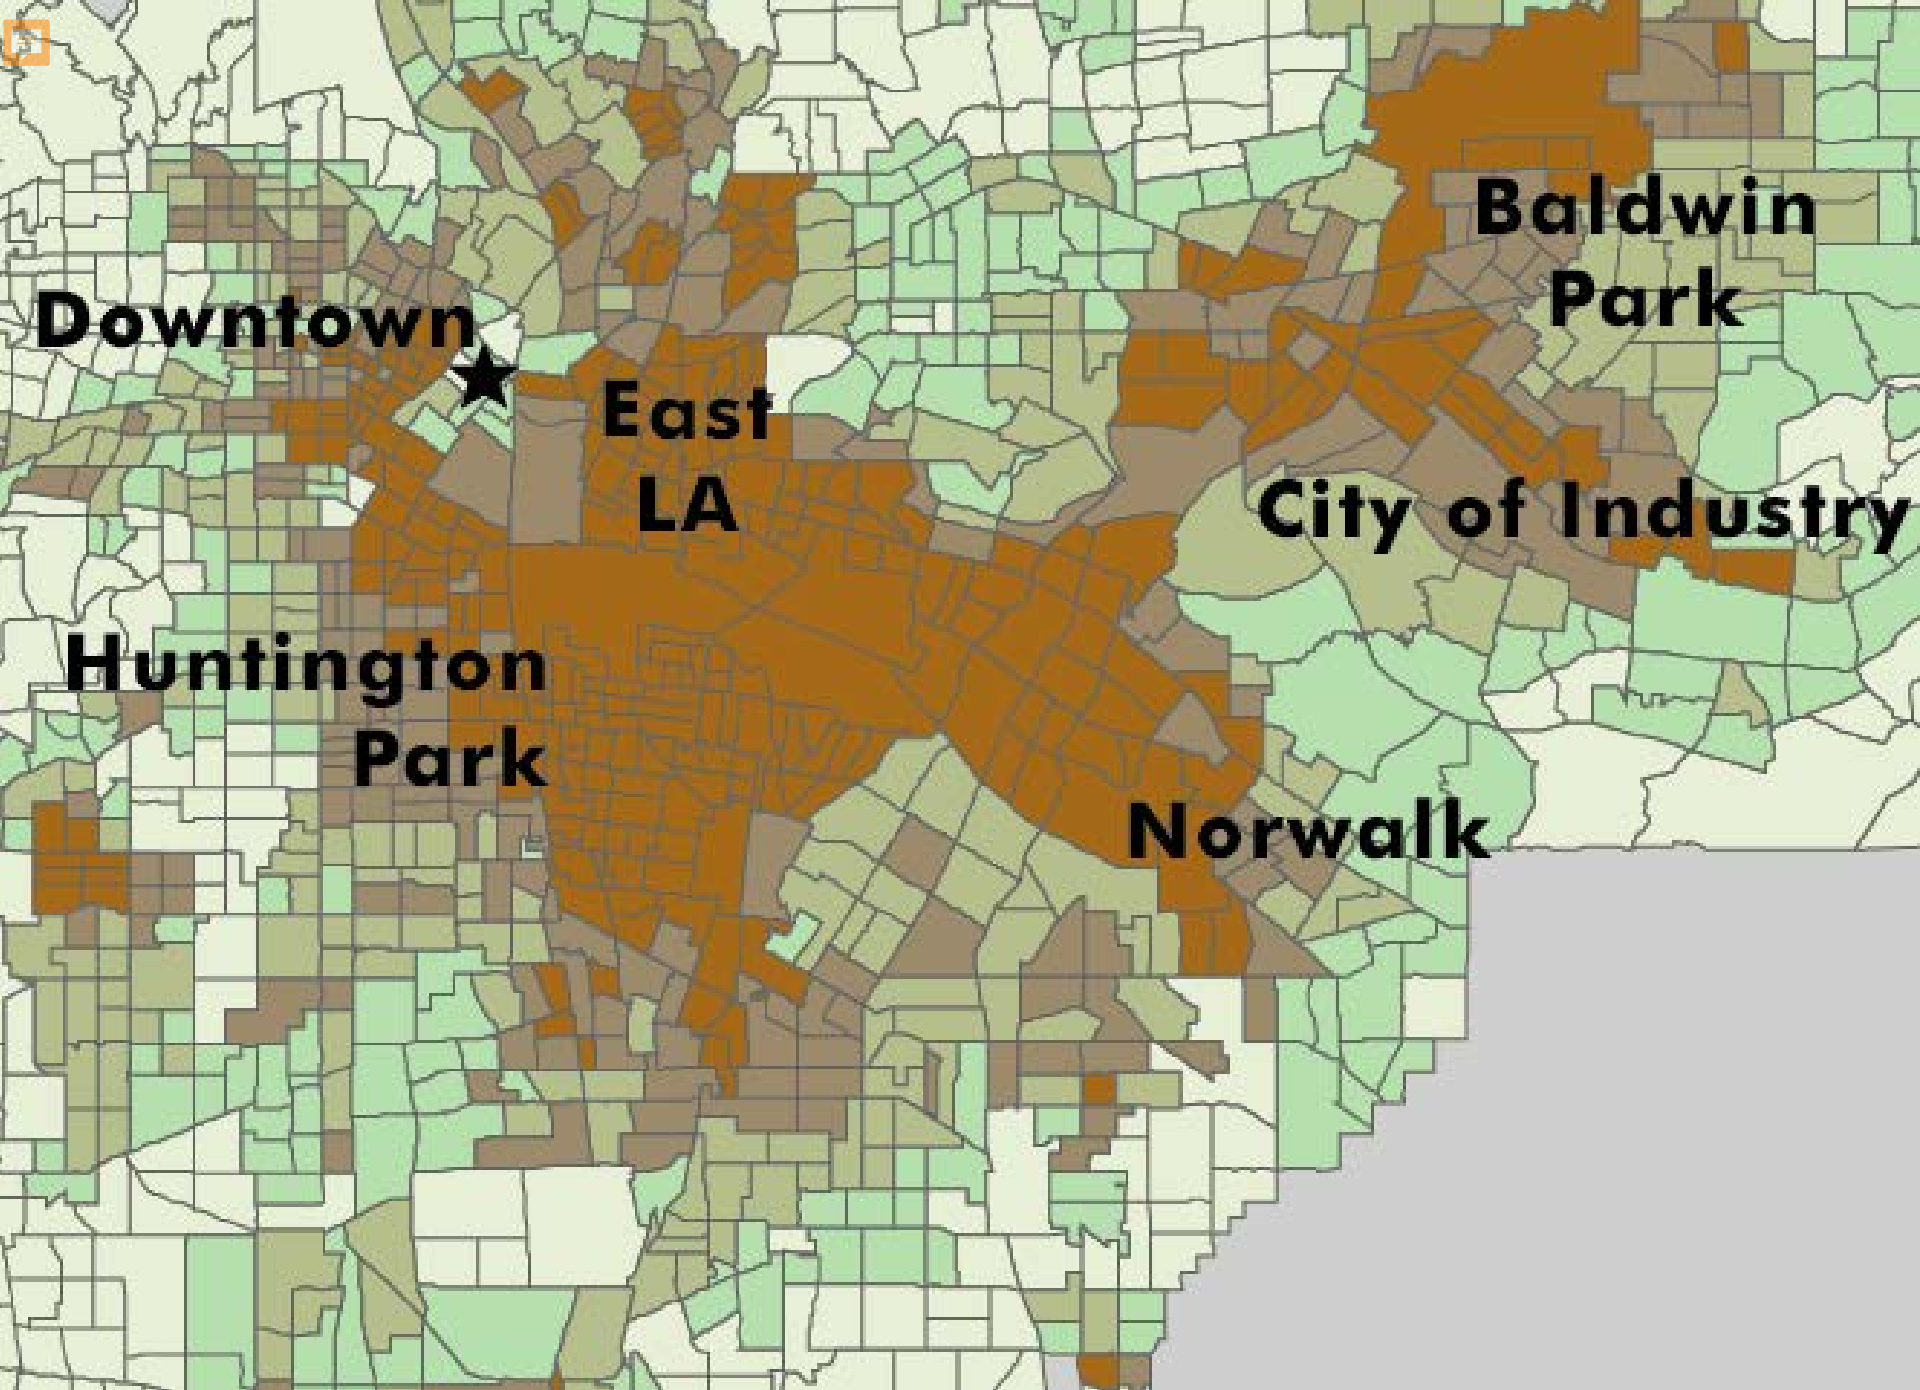 Baldwin
Park
Downtown
East
LA
City of Industry
Huntington
Park
Norwalk